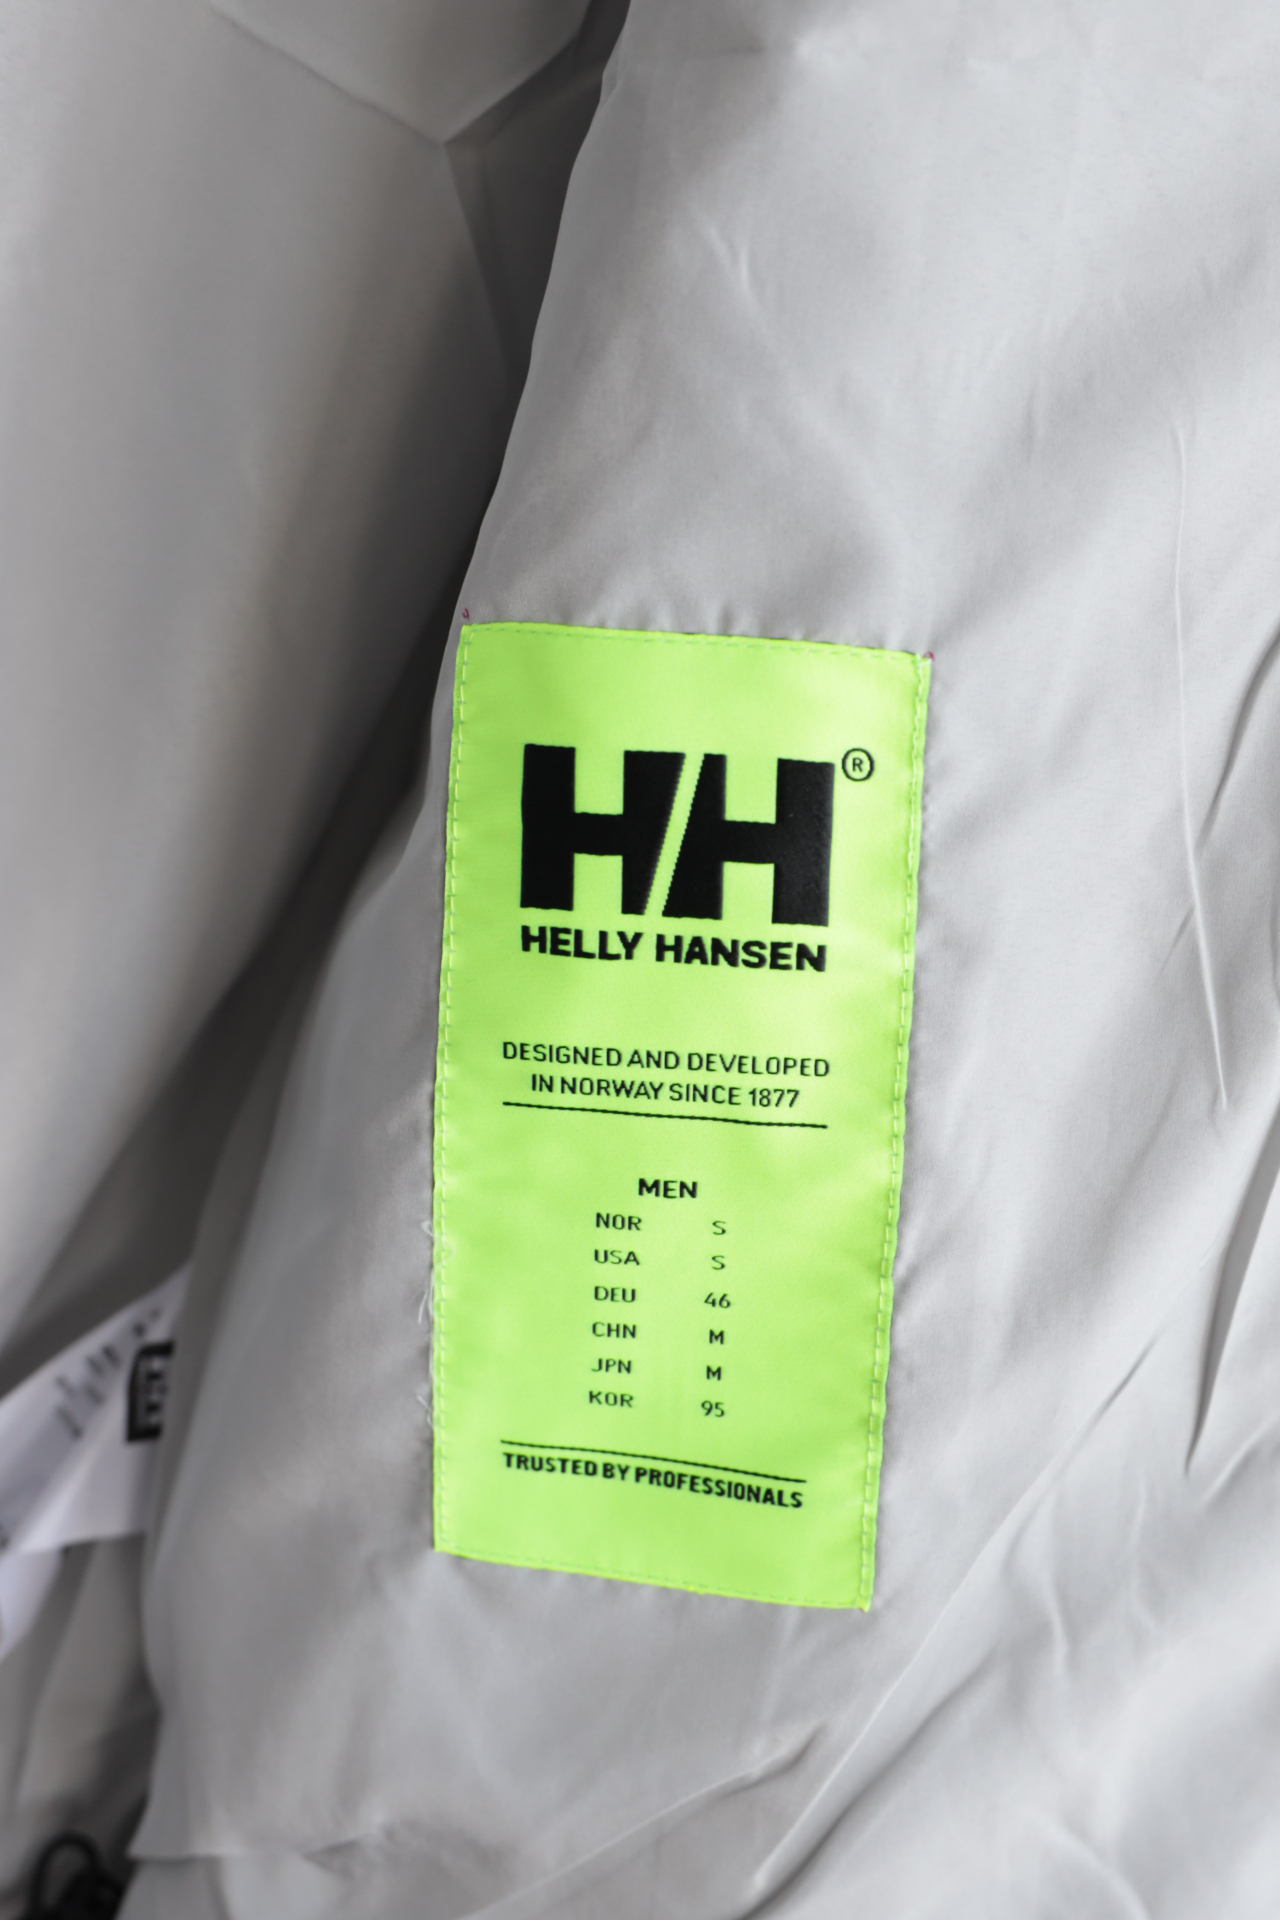 HH®
HELLY HANSEN
DESIGNED AND DEVELOPED
IN NORWAY SINCE 1877
MEN
NOR S
USA S
DEU 46
CHN M
JPN M
KOR 95
TRUSTED BY PROFESSIONALS